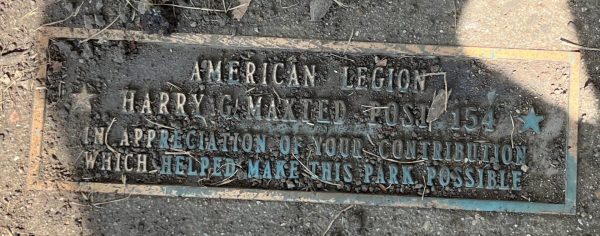 AMERICAN LEGION
HARRY G. MAXTED POST 154
IN APPRECIATION OF YOUR CONTRIBUTION
WHICH HELPED MAKE THIS PARK POSSIBLE